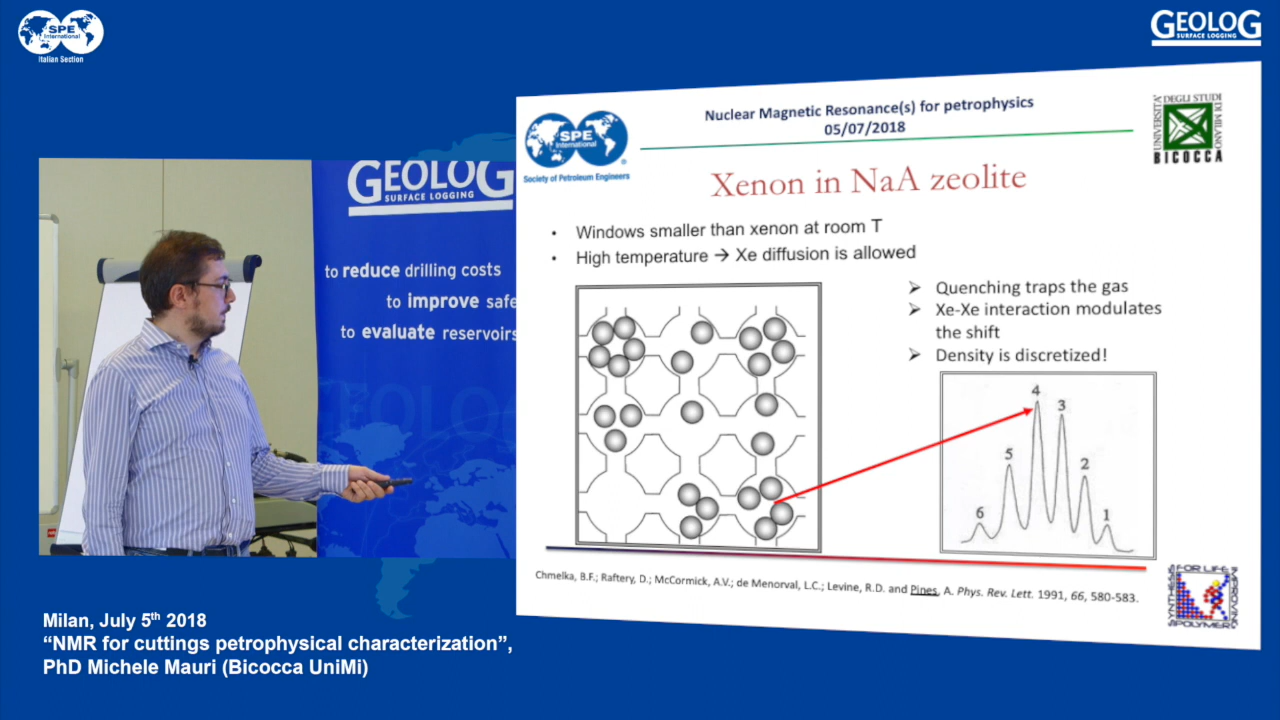 SPE
International
Italian Section
GEOLOG
SURFACE LOGGING
GEOLOG
SURFACE LOGGING
to reduce drilling costs
to improve safe
to evaluate reservoirs
Nuclear Magnetic Resonance(s) for petrophysics
05/07/2018
SPE
International
Society of Petroleum Engineers
UNIVERSITA' DEGLI STUDI DI MILANO
BICOCCA
Xenon in NaA zeolite
• Windows smaller than xenon at room T
• High temperature → Xe diffusion is allowed
➢ Quenching traps the gas
➢ Xe-Xe interaction modulates
the shift
➢ Density is discretized!
4
3
5
2
6
1
Chmelka, B.F.; Raftery, D.; McCormick, A.V.; de Menorval, L.C.; Levine, R.D. and Pines, A. Phys. Rev. Lett. 1991, 66, 580-583.
FOR LIFE
IMPROVING
POLYMER
Milan, July 5th 2018
“NMR for cuttings petrophysical characterization”,
PhD Michele Mauri (Bicocca UniMi)